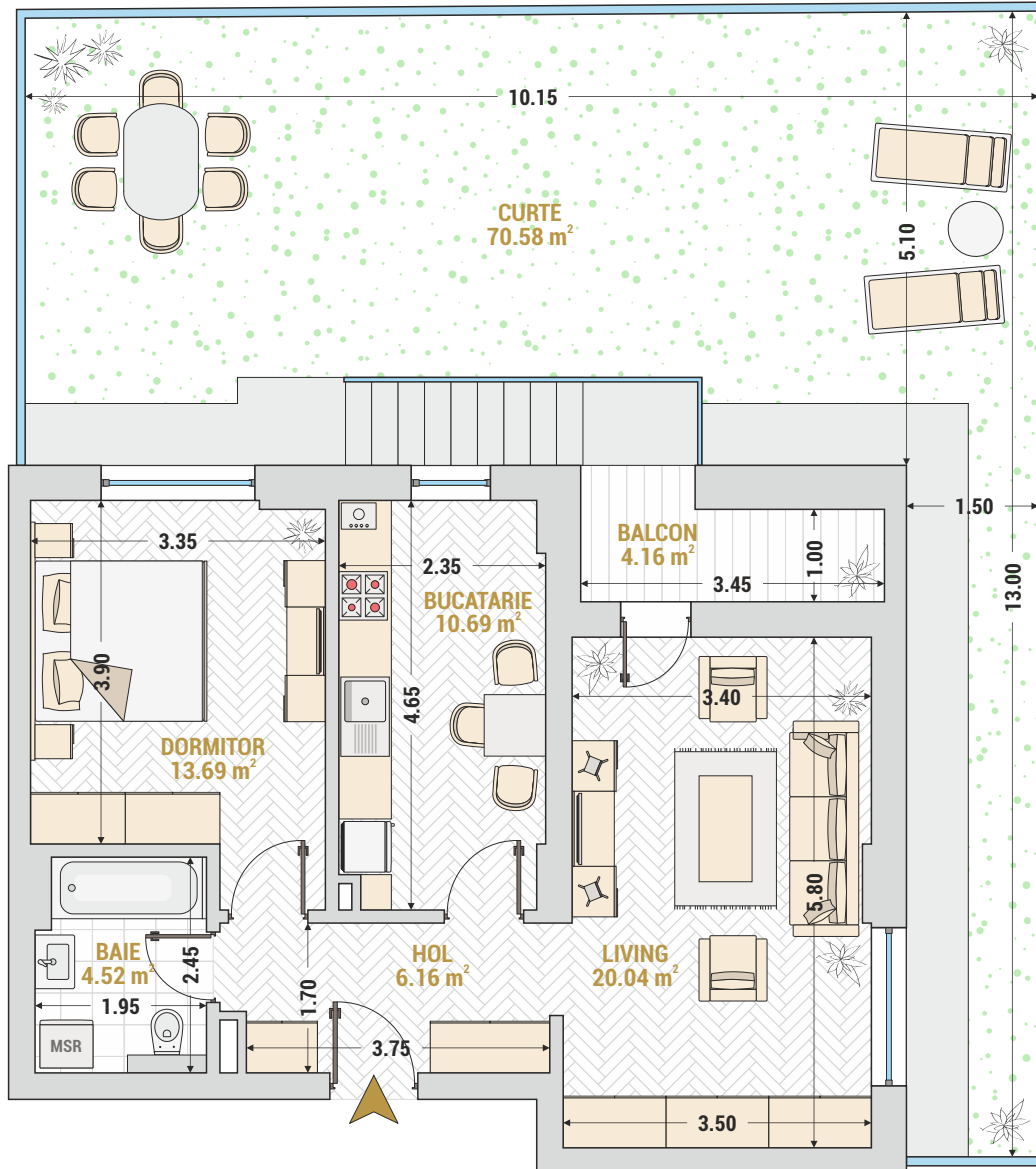 10.15
CURTE
70.58 m²
5.10
1.50
13.00
3.35
2.35
BALCON
4.16 m²
1.00
3.45
BUCATARIE
10.69 m²
3.90
4.65
3.40
DORMITOR
13.69 m²
5.80
BAIE
4.52 m²
2.45
1.95
HOL
6.16 m²
1.70
LIVING
20.04 m²
MSR
3.75
3.50